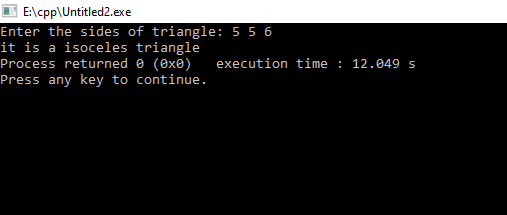 E:\cpp\Untitled2.exe
Enter the sides of triangle: 5 5 6
it is a isoceles triangle
Process returned 0 (0x0)   execution time : 12.049 s
Press any key to continue.